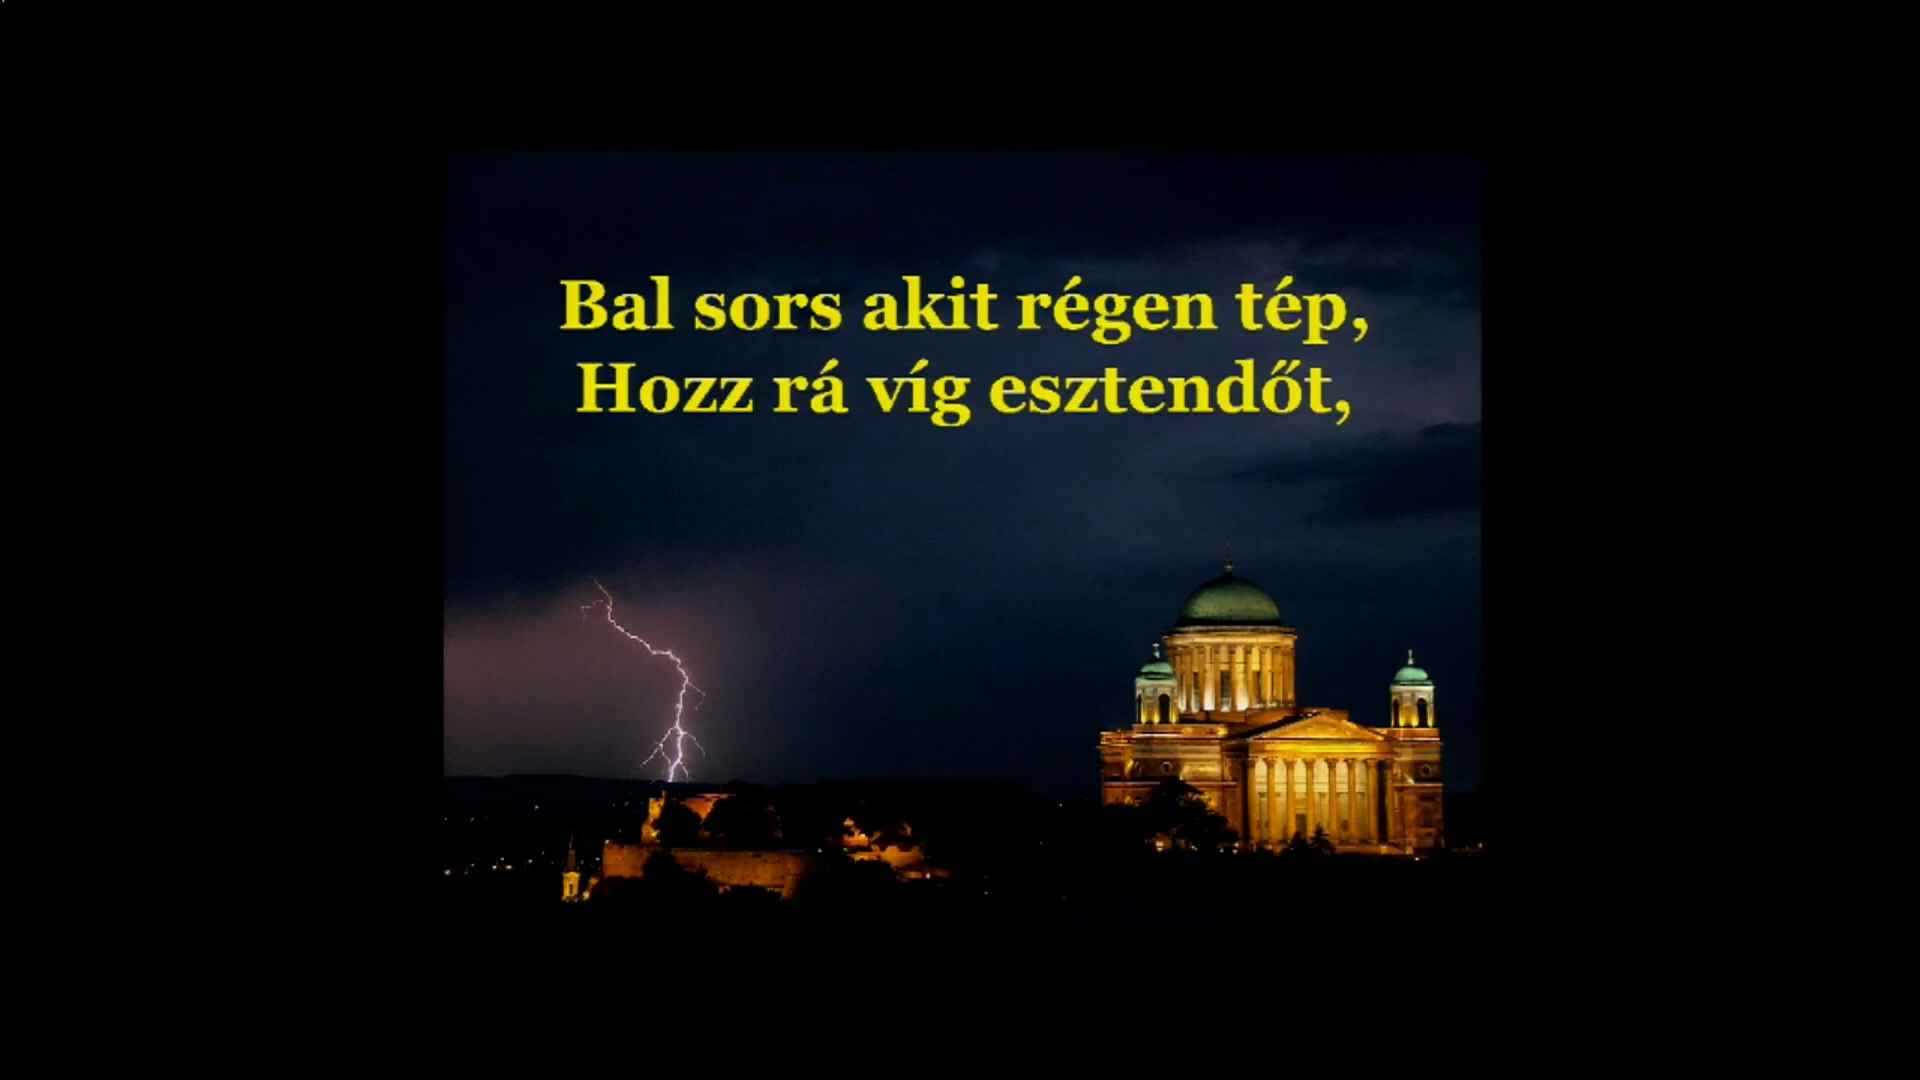 Bal sors akit régen tép,
Hozz rá víg esztendőt,